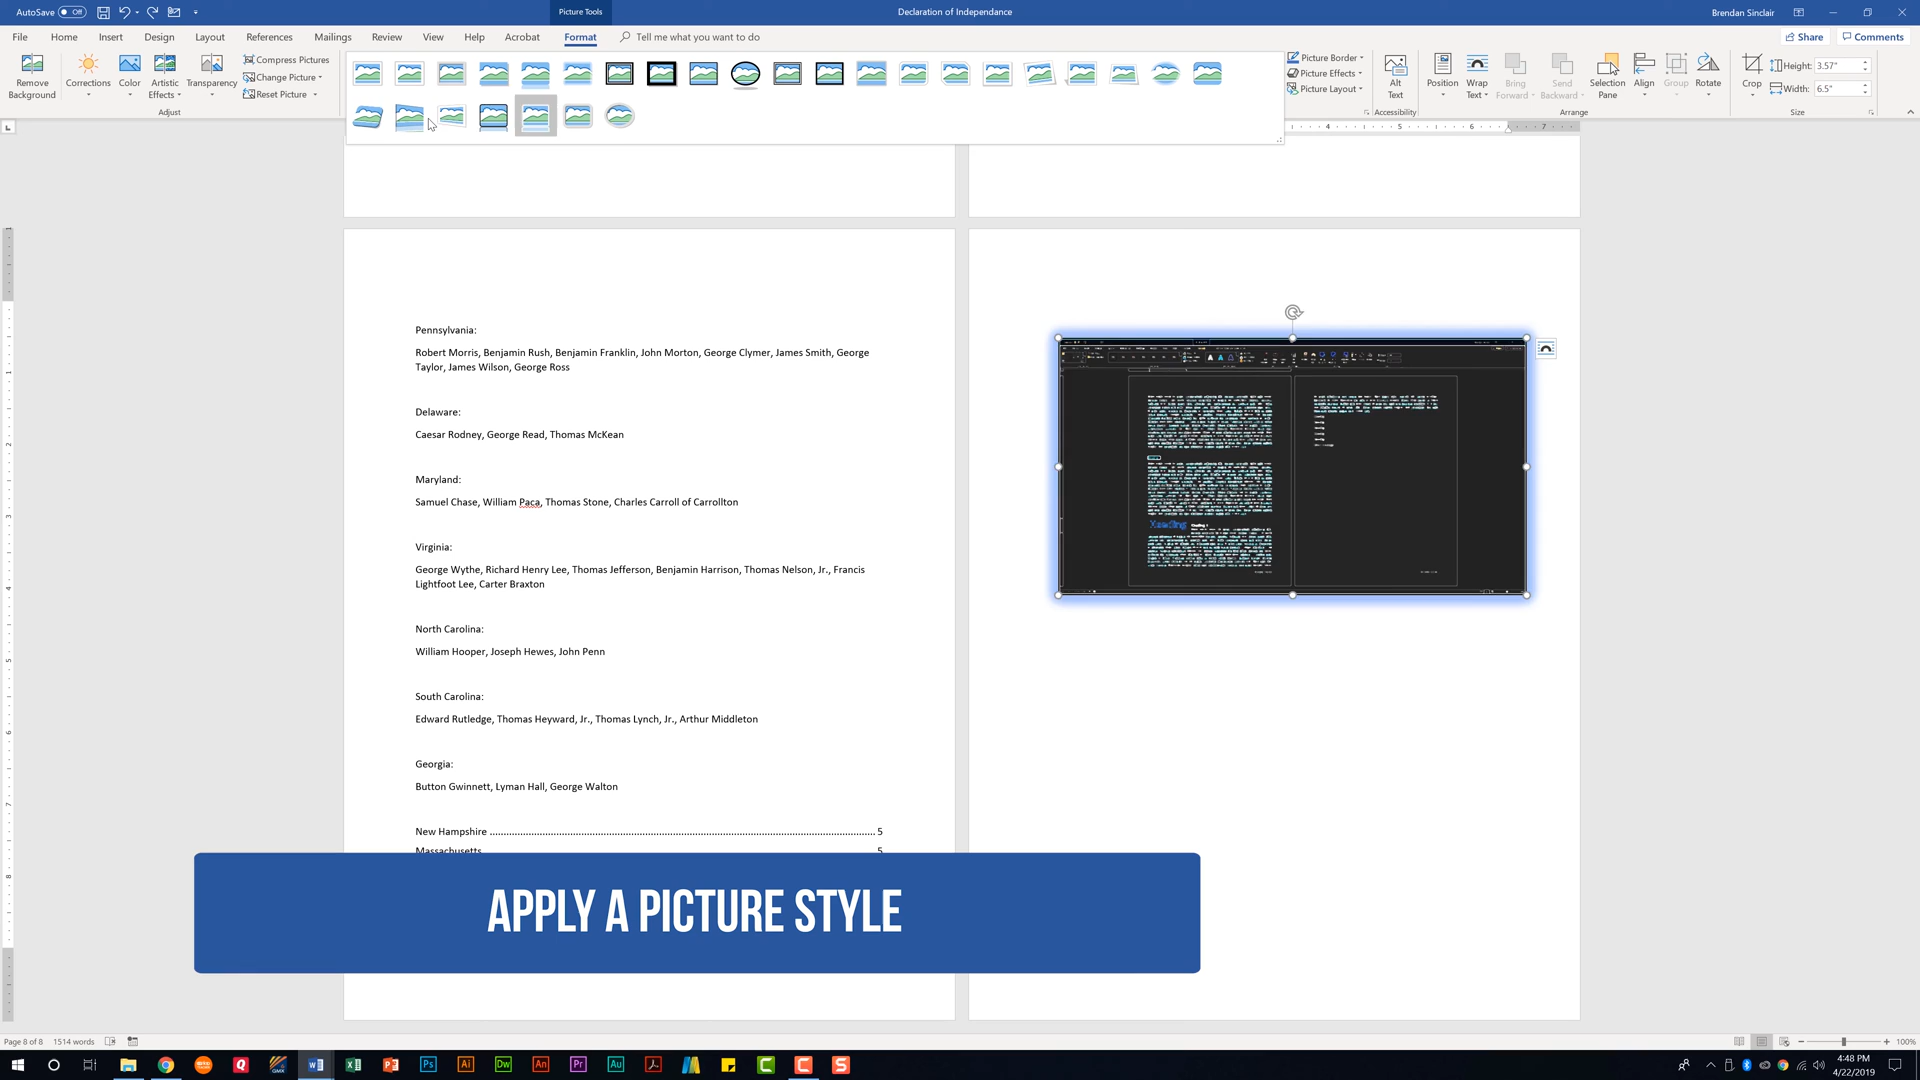 AutoSave Off
Picture Tools
Declaration of Independance
Brendan Sinclair
File Home Insert Design Layout References Mailings Review View Help Acrobat Format Tell me what you want to do
Share Comments
Remove Background
Corrections
Color
Artistic Effects
Transparency
Compress Pictures
Change Picture
Reset Picture
Adjust
Picture Border
Picture Effects
Picture Layout
Alt Text
Accessibility
Position
Wrap Text
Bring Forward
Send Backward
Selection Pane
Align
Group
Rotate
Arrange
Crop
Height: 3.57"
Width: 6.5"
Size
Pennsylvania:
Robert Morris, Benjamin Rush, Benjamin Franklin, John Morton, George Clymer, James Smith, George
Taylor, James Wilson, George Ross
Delaware:
Caesar Rodney, George Read, Thomas McKean
Maryland:
Samuel Chase, William Paca, Thomas Stone, Charles Carroll of Carrollton
Virginia:
George Wythe, Richard Henry Lee, Thomas Jefferson, Benjamin Harrison, Thomas Nelson, Jr., Francis
Lightfoot Lee, Carter Braxton
North Carolina:
William Hooper, Joseph Hewes, John Penn
South Carolina:
Edward Rutledge, Thomas Heyward, Jr., Thomas Lynch, Jr., Arthur Middleton
Georgia:
Button Gwinnett, Lyman Hall, George Walton
New Hampshire 5
Massachusetts 5
Heading
APPLY A PICTURE STYLE
Page 8 of 8 1514 words
100%
4:48 PM
4/22/2019